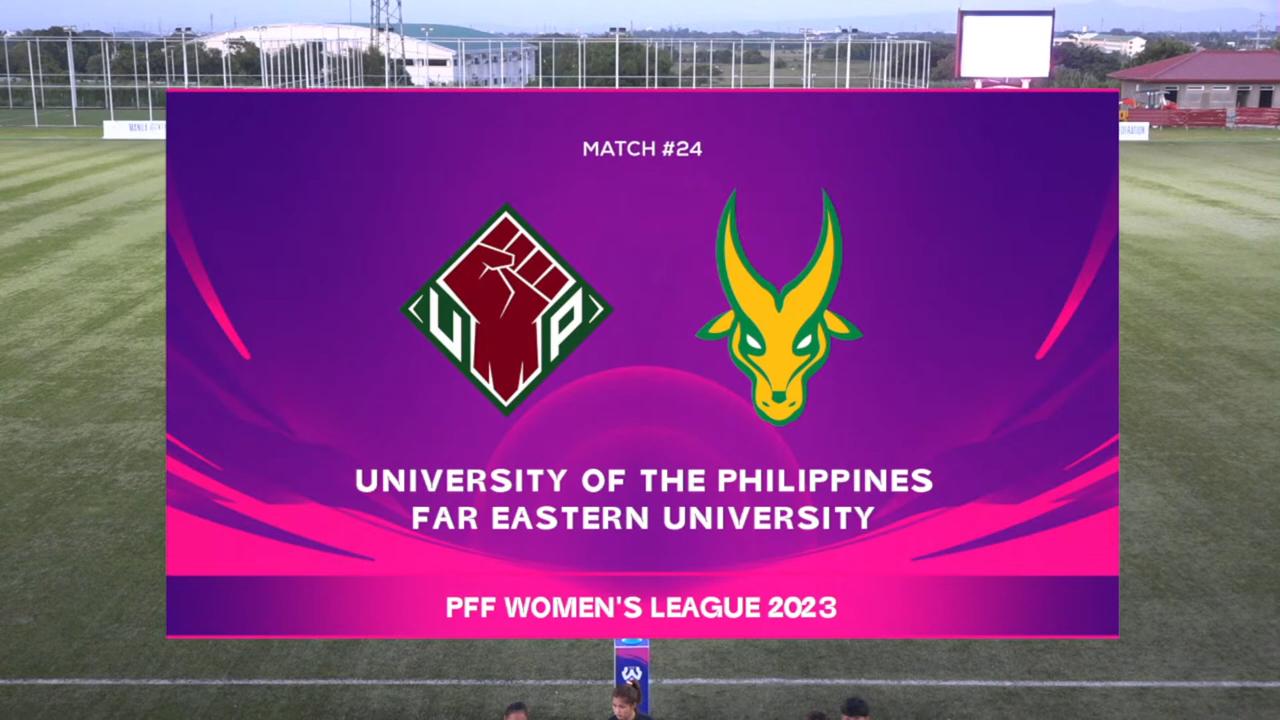 MATCH #24
UP
UNIVERSITY OF THE PHILIPPINES
FAR EASTERN UNIVERSITY
PFF WOMEN'S LEAGUE 2023